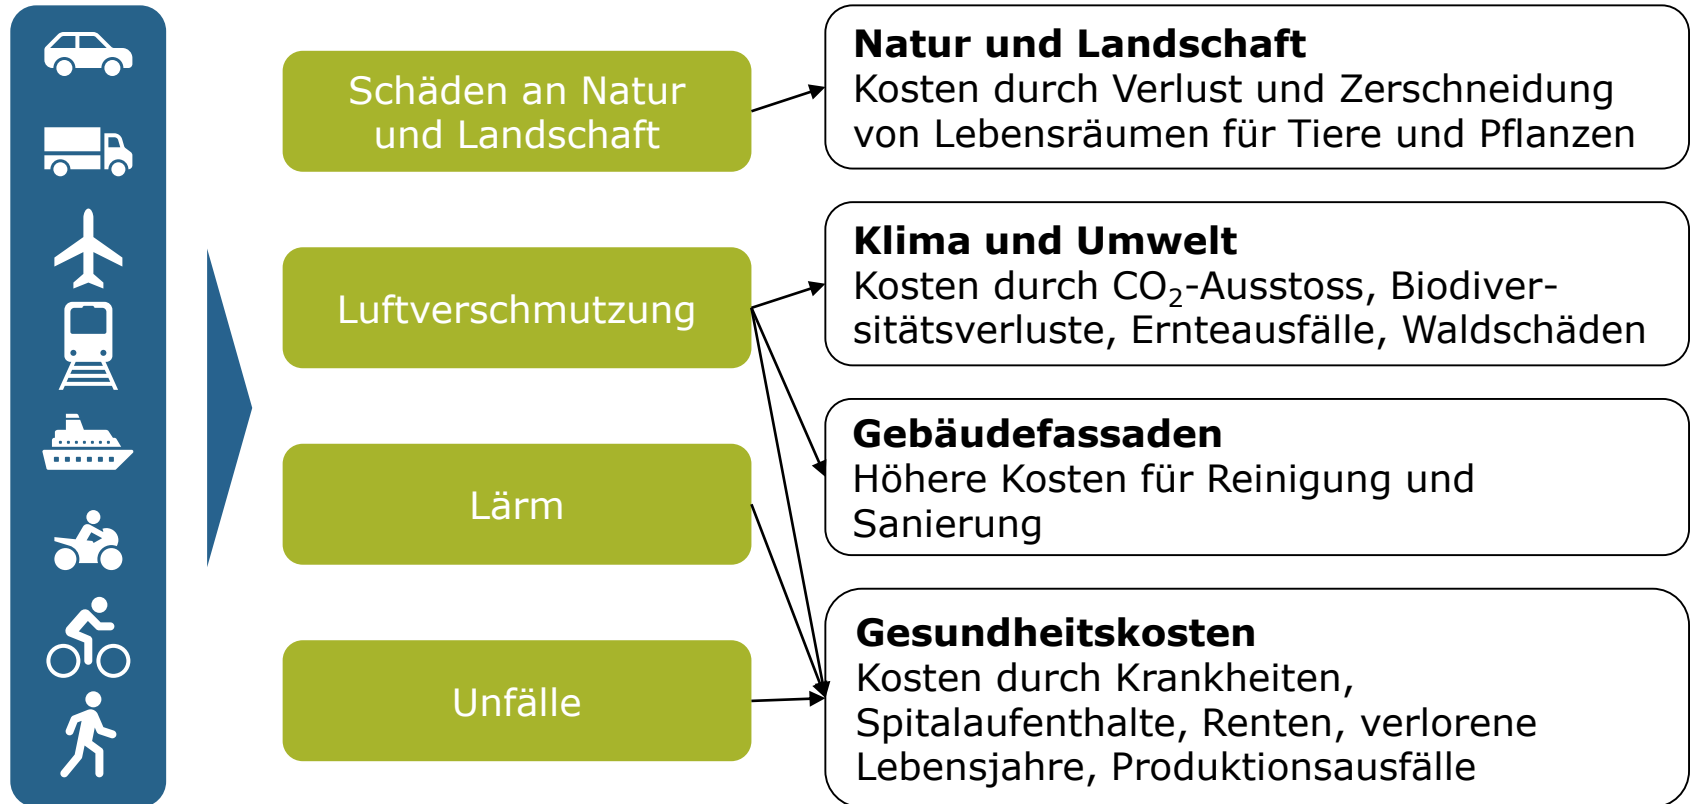 Schäden an Natur
und Landschaft
Natur und Landschaft
Kosten durch Verlust und Zerschneidung
von Lebensräumen für Tiere und Pflanzen
Luftverschmutzung
Klima und Umwelt
Kosten durch CO₂-Ausstoss, Biodiver-
sitätsverluste, Ernteausfälle, Waldschäden
Gebäudefassaden
Höhere Kosten für Reinigung und
Sanierung
Lärm
Unfälle
Gesundheitskosten
Kosten durch Krankheiten,
Spitalaufenthalte, Renten, verlorene
Lebensjahre, Produktionsausfälle